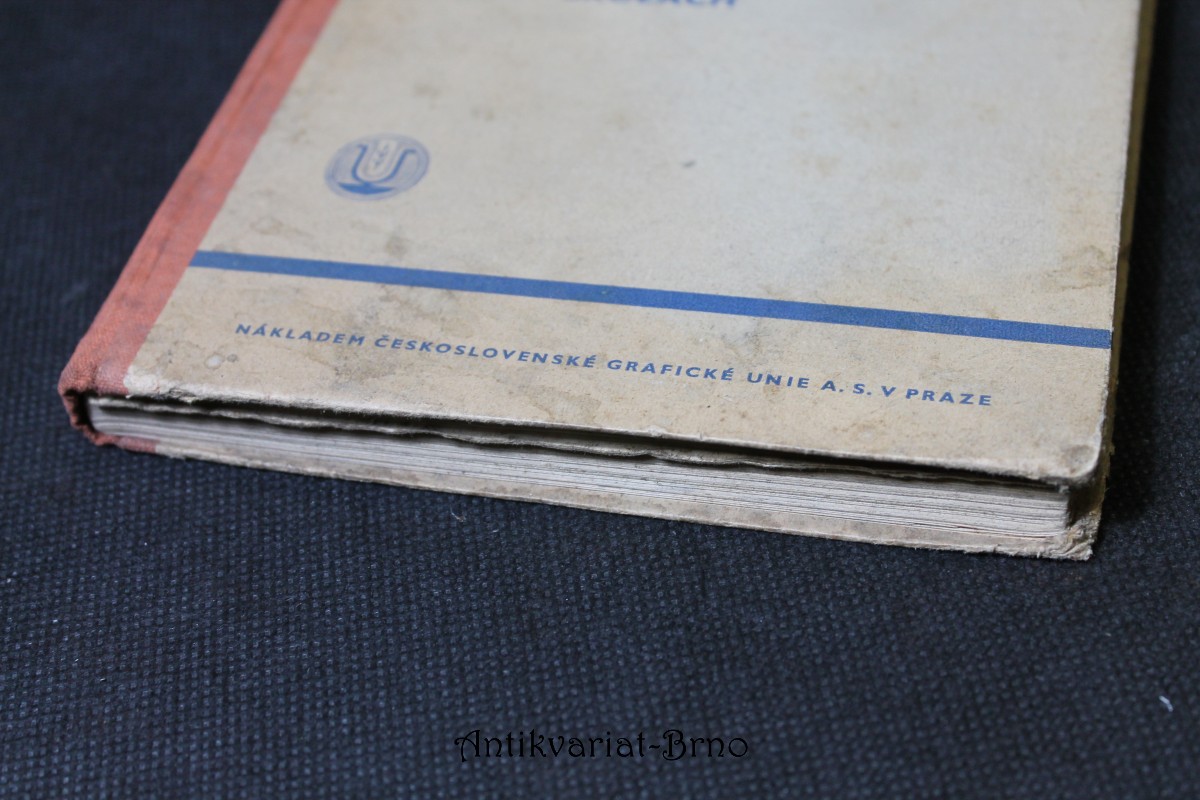 NÁKLADEM ČESKOSLOVENSKÉ GRAFICKÉ UNIE A. S. V PRAZE
Antikvariat-Brno